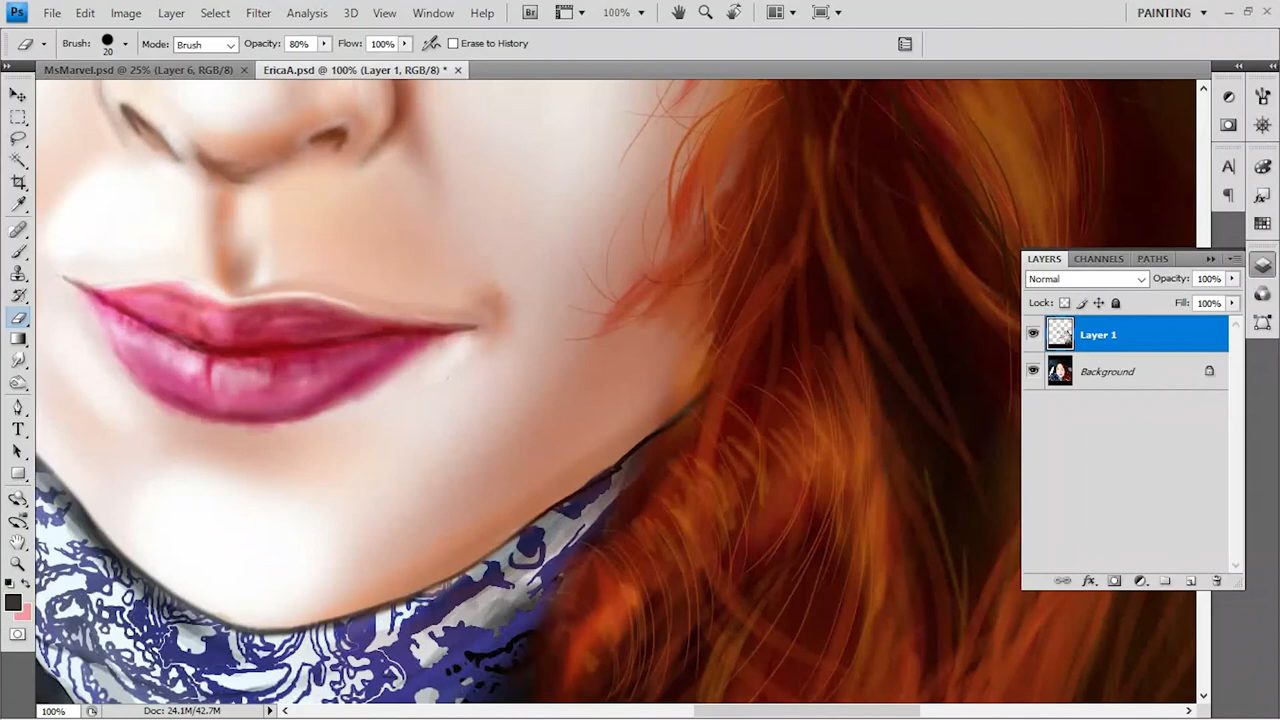 Ps File Edit Image Layer Select Filter Analysis 3D View Window Help Br 100% PAINTING
Brush: 20 Mode: Brush Opacity: 80% Flow: 100% Erase to History
MsMarvel.psd @ 25% (Layer 6, RGB/8) EricaA.psd @ 100% (Layer 1, RGB/8) *
LAYERS CHANNELS PATHS
Normal Opacity: 100%
Lock: Fill: 100%
Layer 1
Background
fx
T
A
100% Doc: 24.1M/42.7M